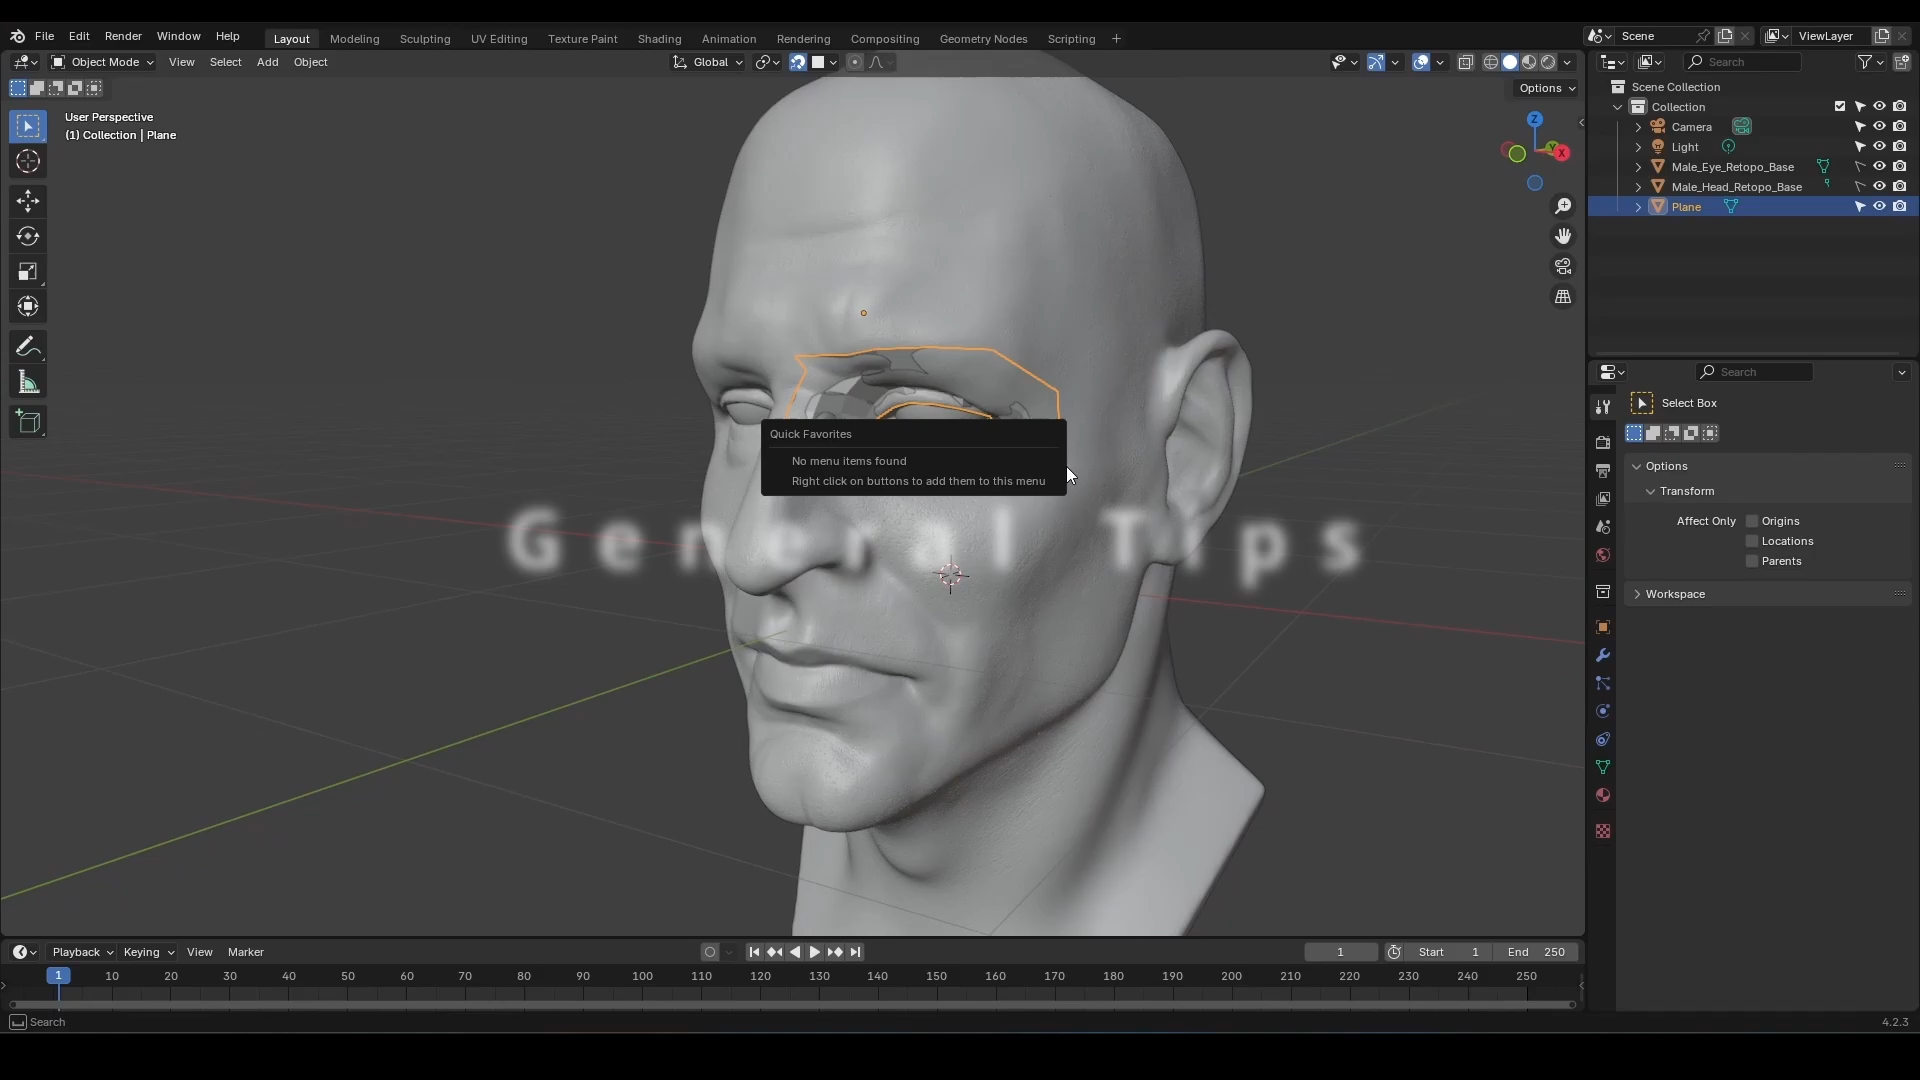 File Edit Render Window Help Layout Modeling Sculpting UV Editing Texture Paint Shading Animation Rendering Compositing Geometry Nodes Scripting + Scene ViewLayer
Object Mode View Select Add Object Global Search
Options
User Perspective
(1) Collection | Plane
Z
Y
X
Scene Collection
Collection
Camera
Light
Male_Eye_Retopo_Base
Male_Head_Retopo_Base
Plane
Search
Select Box
Options
Transform
Affect Only Origins
Locations
Parents
Workspace
Quick Favorites
No menu items found
Right click on buttons to add them to this menu
General Tips
Playback Keying View Marker 1 Start 1 End 250
1 10 20 30 40 50 60 70 80 90 100 110 120 130 140 150 160 170 180 190 200 210 220 230 240 250
Search 4.2.3